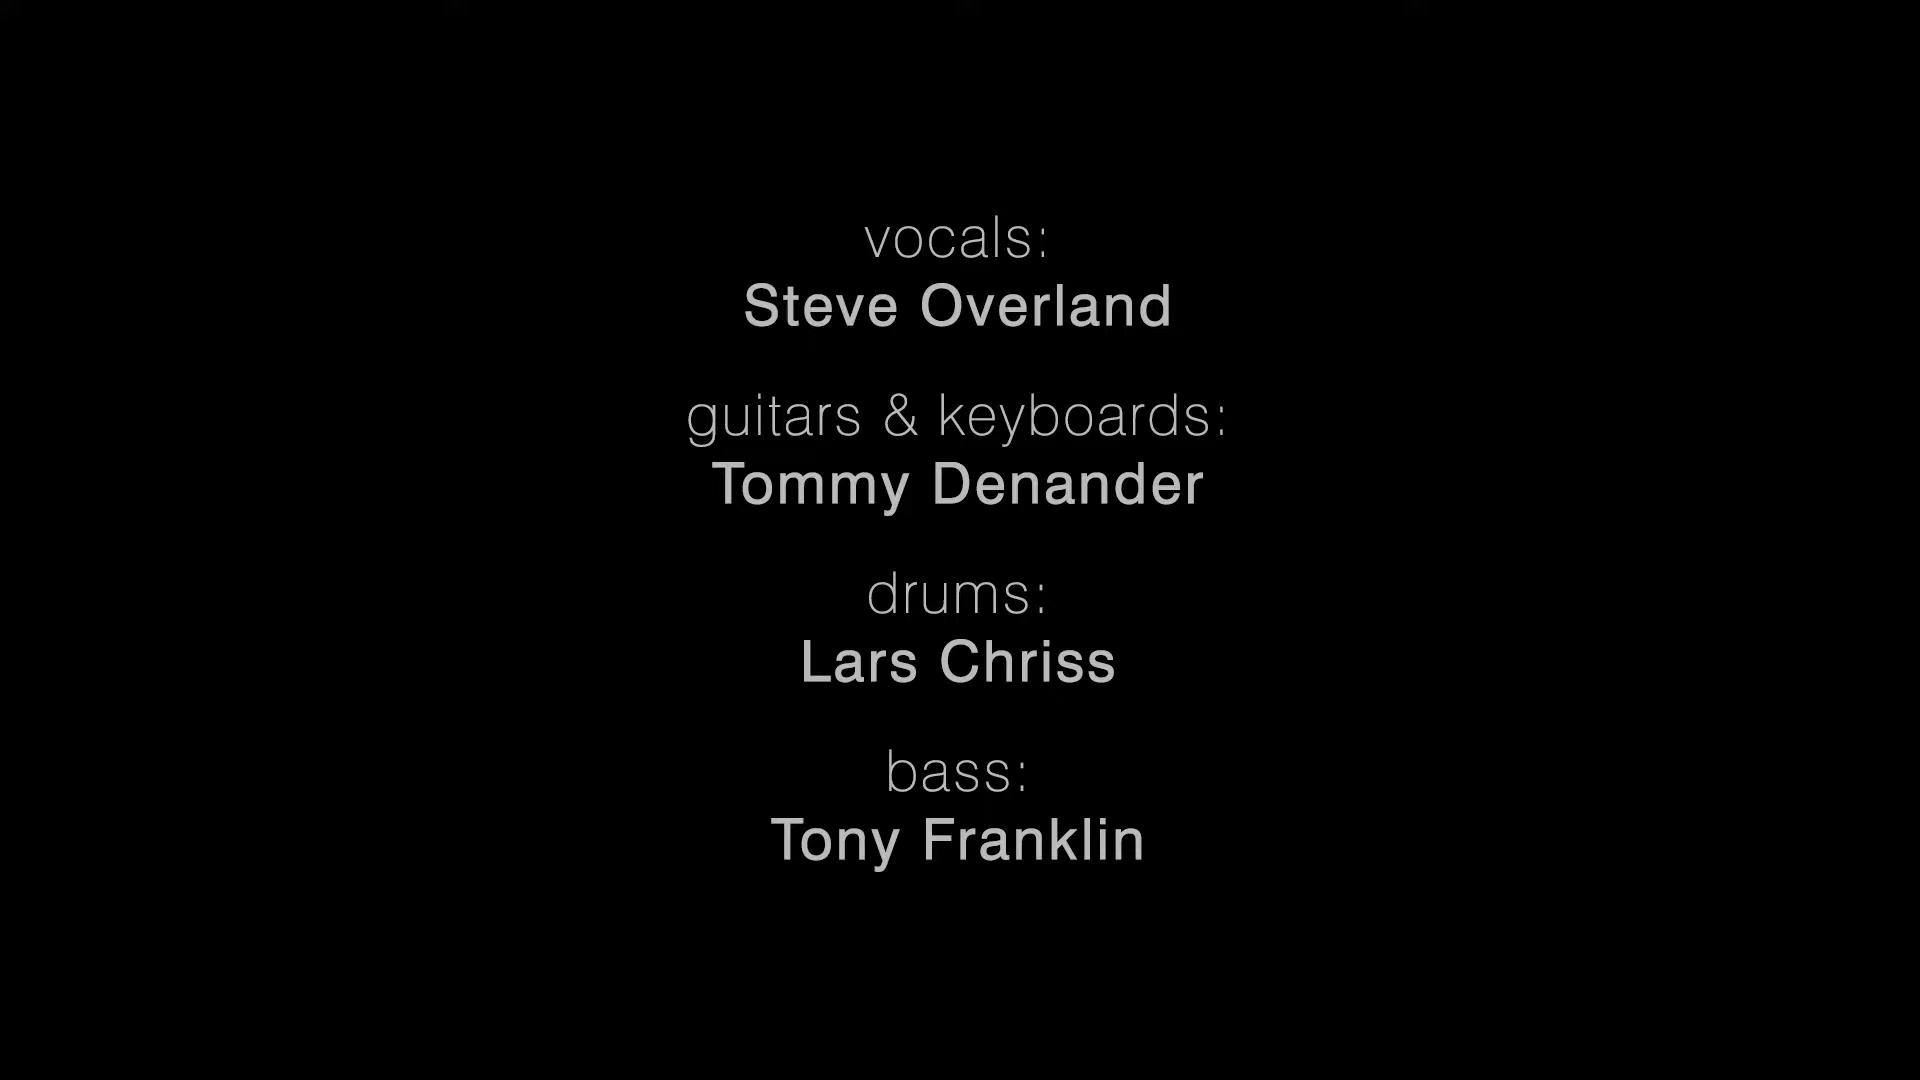 vocals:
Steve Overland
guitars & keyboards:
Tommy Denander
drums:
Lars Chriss
bass:
Tony Franklin